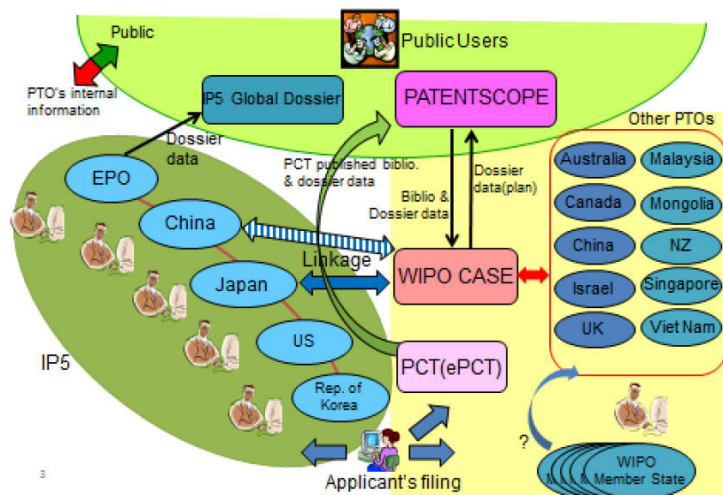 Public
Public Users
PTO's internal
information
IP5 Global Dossier
PATENTSCOPE
Other PTOs
Dossier
data
PCT published biblio.
& dossier data
Biblio &
Dossier data
Dossier
data(plan)
EPO
China
Japan
US
Rep. of
Korea
IP5
Linkage
WIPO CASE
PCT(ePCT)
Australia
Malaysia
Canada
Mongolia
China
NZ
Israel
Singapore
UK
Viet Nam
?
WIPO
Member State
Applicant's filing
3